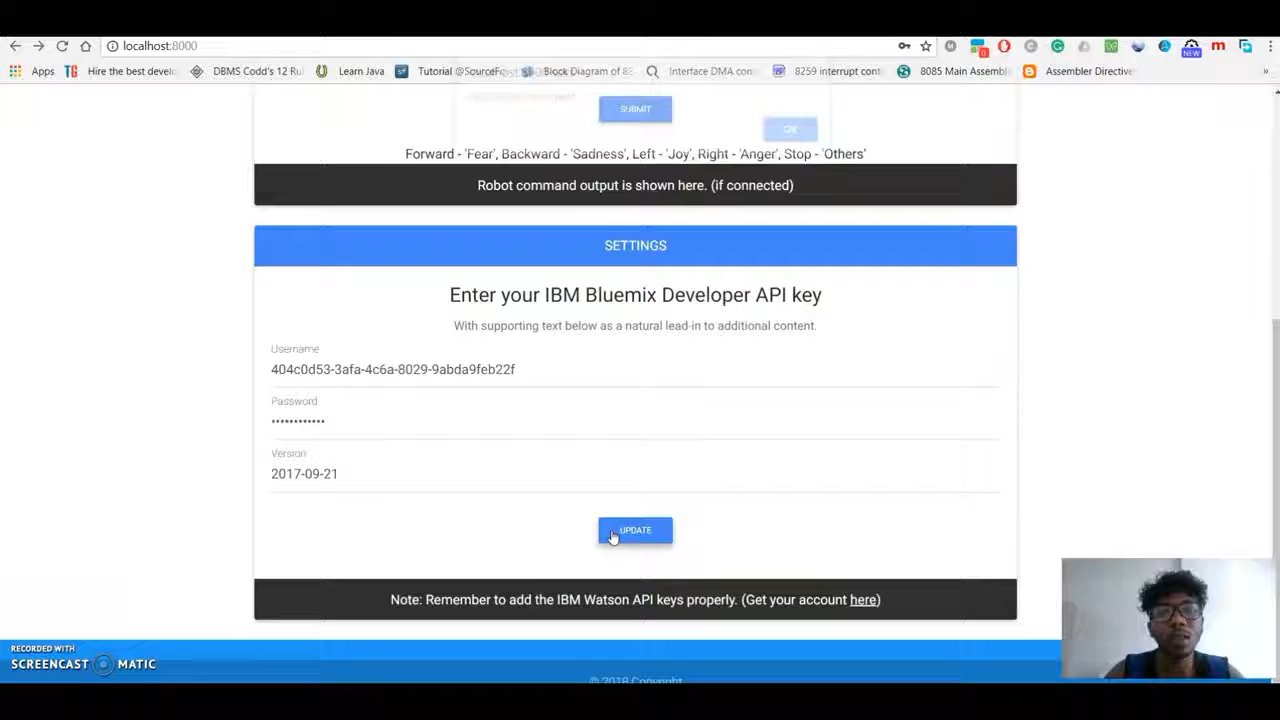 localhost:8000
NEW
Apps
Hire the best develo
DBMS Codd's 12 Ru
Learn Java
Tutorial @SourceFo
Block Diagram of 82
Interface DMA con
8259 interrupt cont
8085 Main Assembl
Assembler Directive
»
SUBMIT
Forward - 'Fear', Backward - 'Sadness', Left - 'Joy', Right - 'Anger', Stop - 'Others'
Robot command output is shown here. (if connected)
SETTINGS
Enter your IBM Bluemix Developer API key
With supporting text below as a natural lead-in to additional content.
Username
404c0d53-3afa-4c6a-8029-9abda9feb22f
Password
••••••••••••
Version
2017-09-21
UPDATE
Note: Remember to add the IBM Watson API keys properly. (Get your account here)
RECORDED WITH
SCREENCAST MATIC
© 2018 Copyright